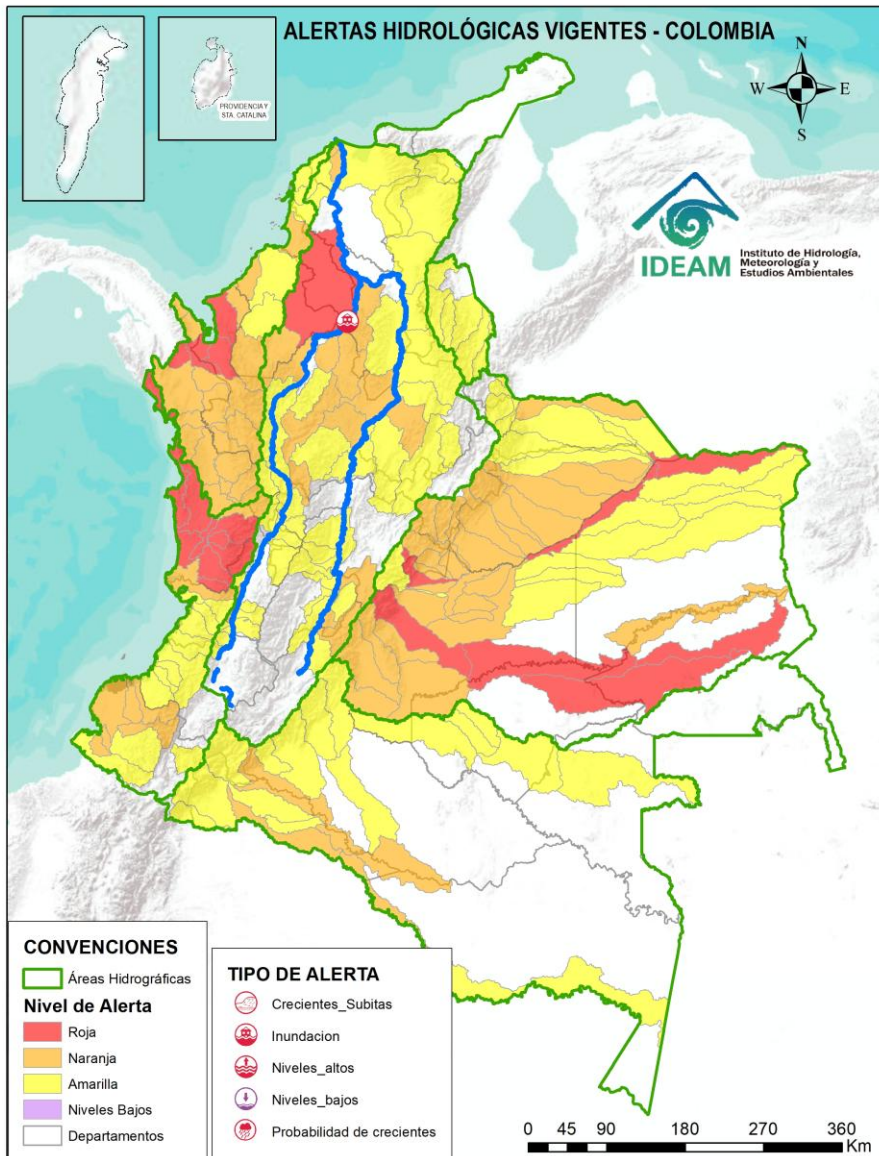 ALERTAS HIDROLÓGICAS VIGENTES - COLOMBIA
PROVIDENCIA Y
STA. CATALINA
N
W
E
S
IDEAM
Instituto de Hidrología,
Meteorología y
Estudios Ambientales
CONVENCIONES
Áreas Hidrográficas
Nivel de Alerta
Roja
Naranja
Amarilla
Niveles Bajos
Departamentos
TIPO DE ALERTA
Crecientes_Subitas
Inundacion
Niveles_altos
Niveles_bajos
Probabilidad de crecientes
0 45 90 180 270 360
Km